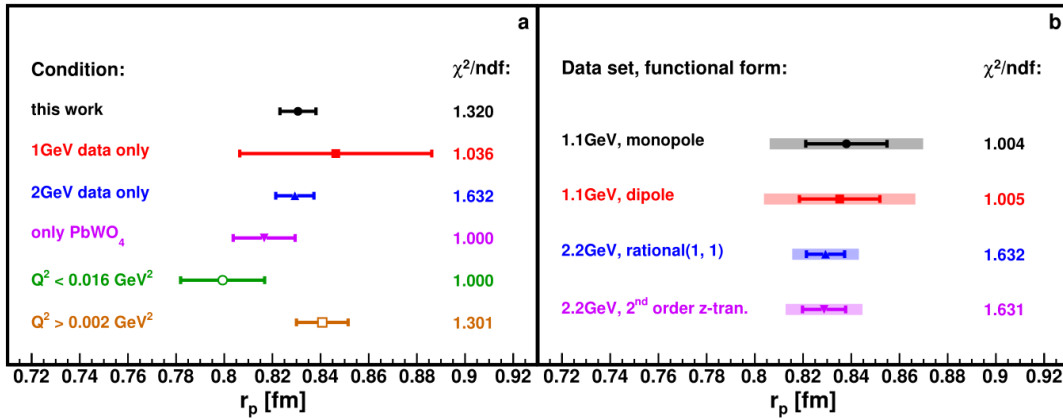 a
Condition: χ²/ndf:
this work 1.320
1GeV data only 1.036
2GeV data only 1.632
only PbWO₄ 1.000
Q² < 0.016 GeV² 1.000
Q² > 0.002 GeV² 1.301
0.72 0.74 0.76 0.78 0.8 0.82 0.84 0.86 0.88 0.9 0.92
rₚ [fm]
b
Data set, functional form: χ²/ndf:
1.1GeV, monopole 1.004
1.1GeV, dipole 1.005
2.2GeV, rational(1, 1) 1.632
2.2GeV, 2ⁿᵈ order z-tran. 1.631
0.72 0.74 0.76 0.78 0.8 0.82 0.84 0.86 0.88 0.9 0.92
rₚ [fm]